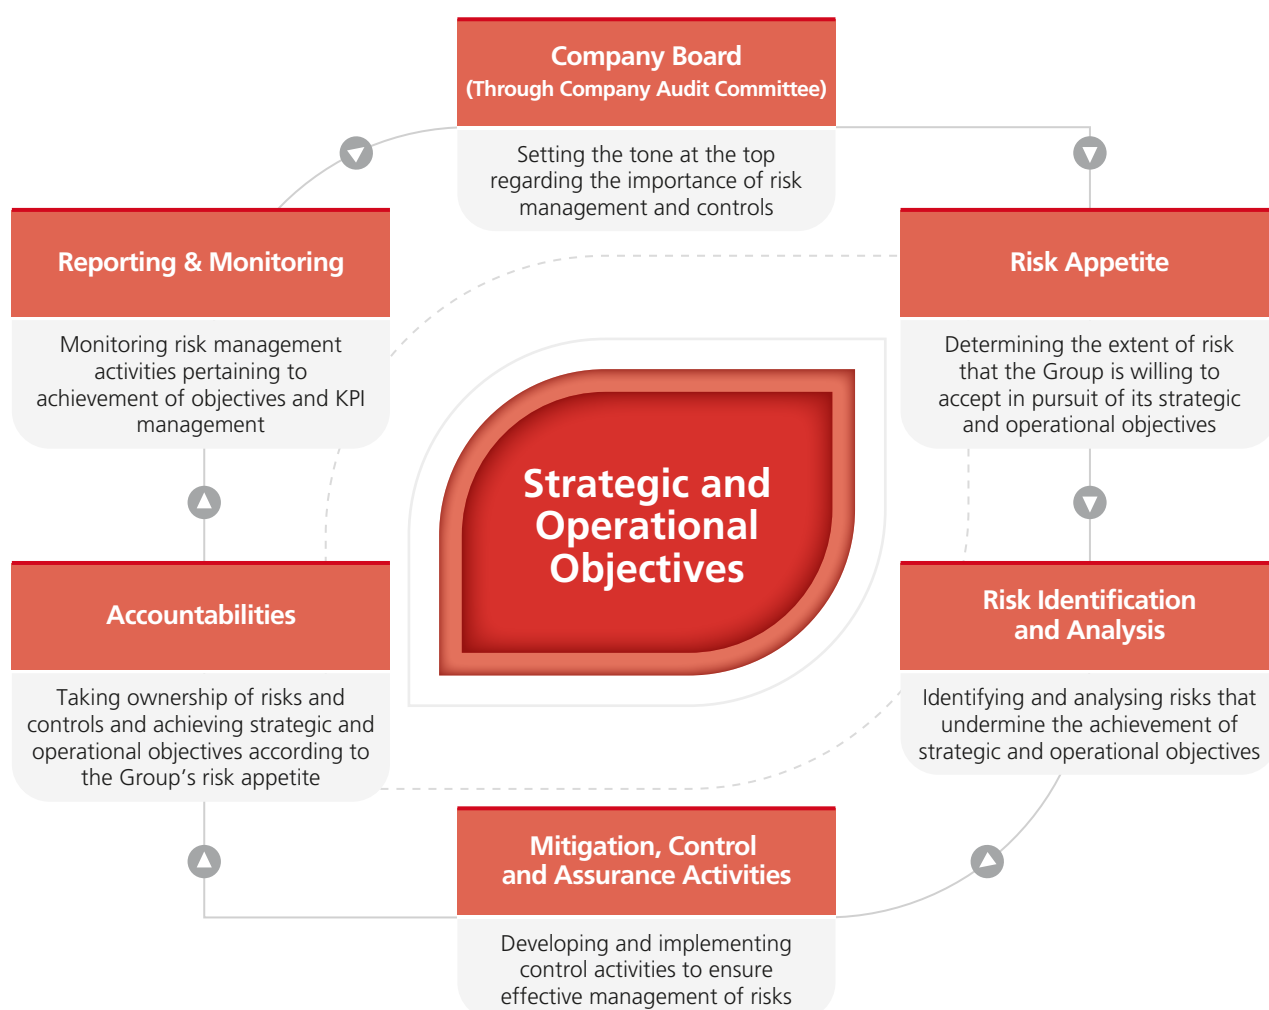 Company Board
(Through Company Audit Committee)
Setting the tone at the top
regarding the importance of risk
management and controls
Reporting & Monitoring
Monitoring risk management
activities pertaining to
achievement of objectives and KPI
management
Risk Appetite
Determining the extent of risk
that the Group is willing to
accept in pursuit of its strategic
and operational objectives
Strategic and
Operational
Objectives
Accountabilities
Taking ownership of risks and
controls and achieving strategic and
operational objectives according to
the Group's risk appetite
Risk Identification
and Analysis
Identifying and analysing risks that
undermine the achievement of
strategic and operational objectives
Mitigation, Control
and Assurance Activities
Developing and implementing
control activities to ensure
effective management of risks